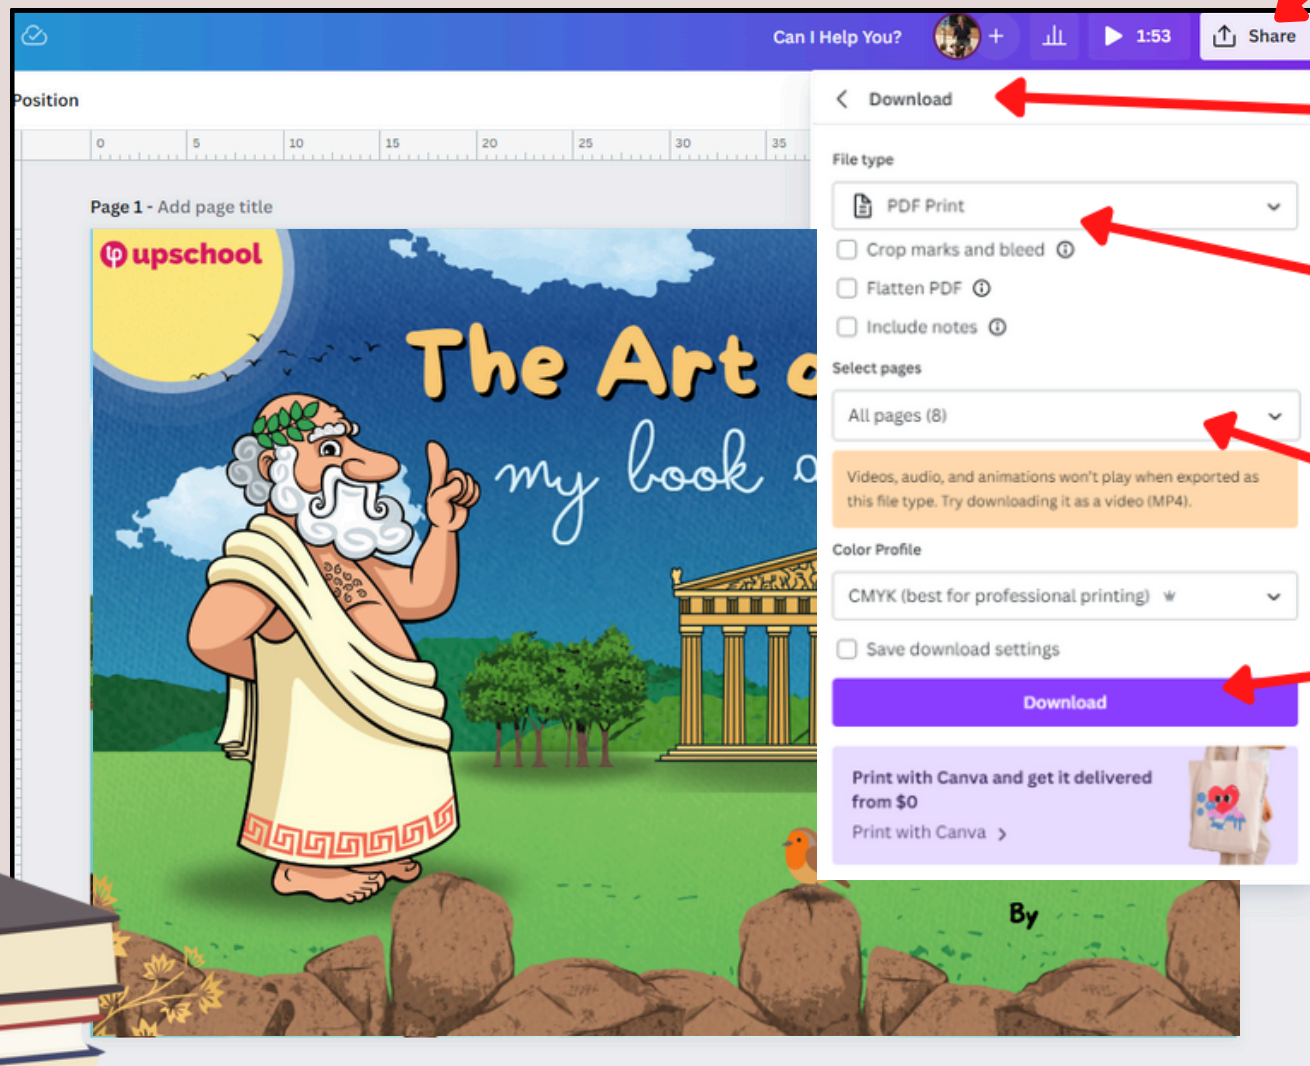 Can I Help You?
+
1:53
Share
Position
Download
0 5 10 15 20 25 30 35
File type
PDF Print
Page 1 - Add page title
Crop marks and bleed
Flatten PDF
Include notes
upschool
The Art o
my book a
Select pages
All pages (8)
Videos, audio, and animations won't play when exported as
this file type. Try downloading it as a video (MP4).
Color Profile
CMYK (best for professional printing)
Save download settings
Download
Print with Canva and get it delivered
from $0
Print with Canva >
By